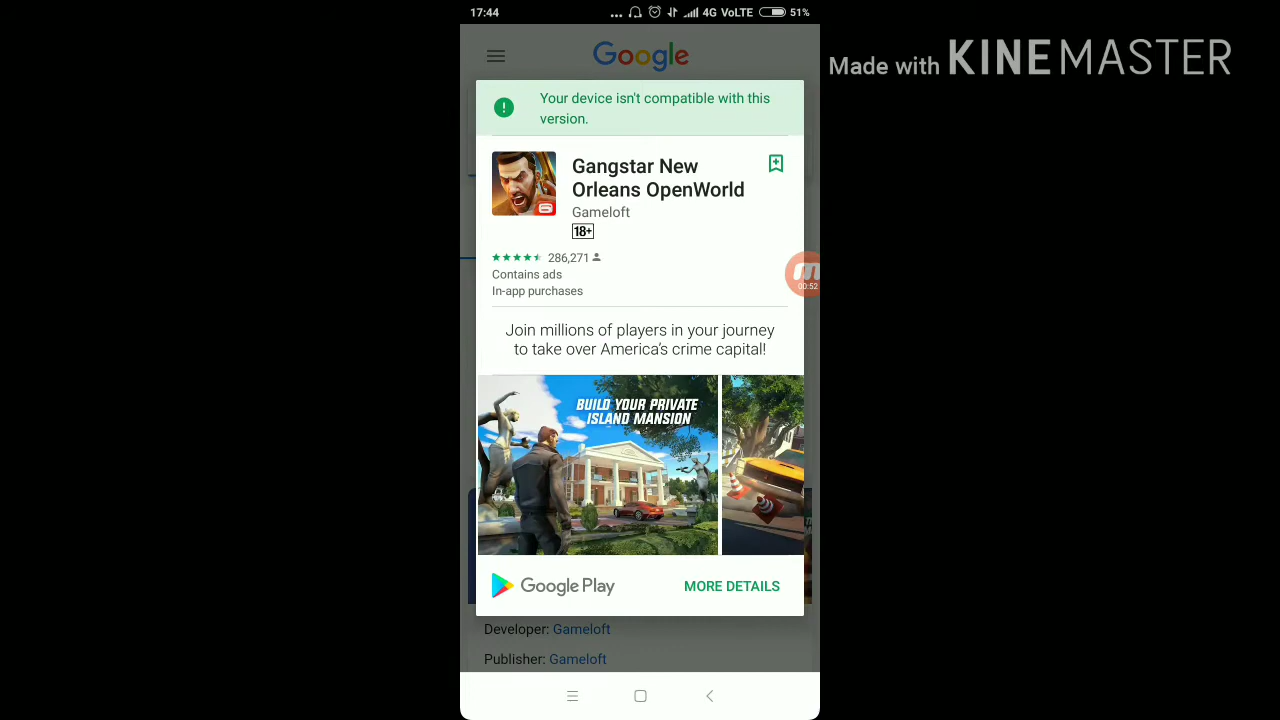 17:44
... 4G VoLTE 51%
Made with KINEMASTER
Google
Your device isn't compatible with this
version.
Gangstar New
Orleans OpenWorld
Gameloft
18+
286,271
Contains ads
In-app purchases
00:52
Join millions of players in your journey
to take over America's crime capital!
BUILD YOUR PRIVATE
ISLAND MANSION
Google Play
MORE DETAILS
Developer: Gameloft
Publisher: Gameloft